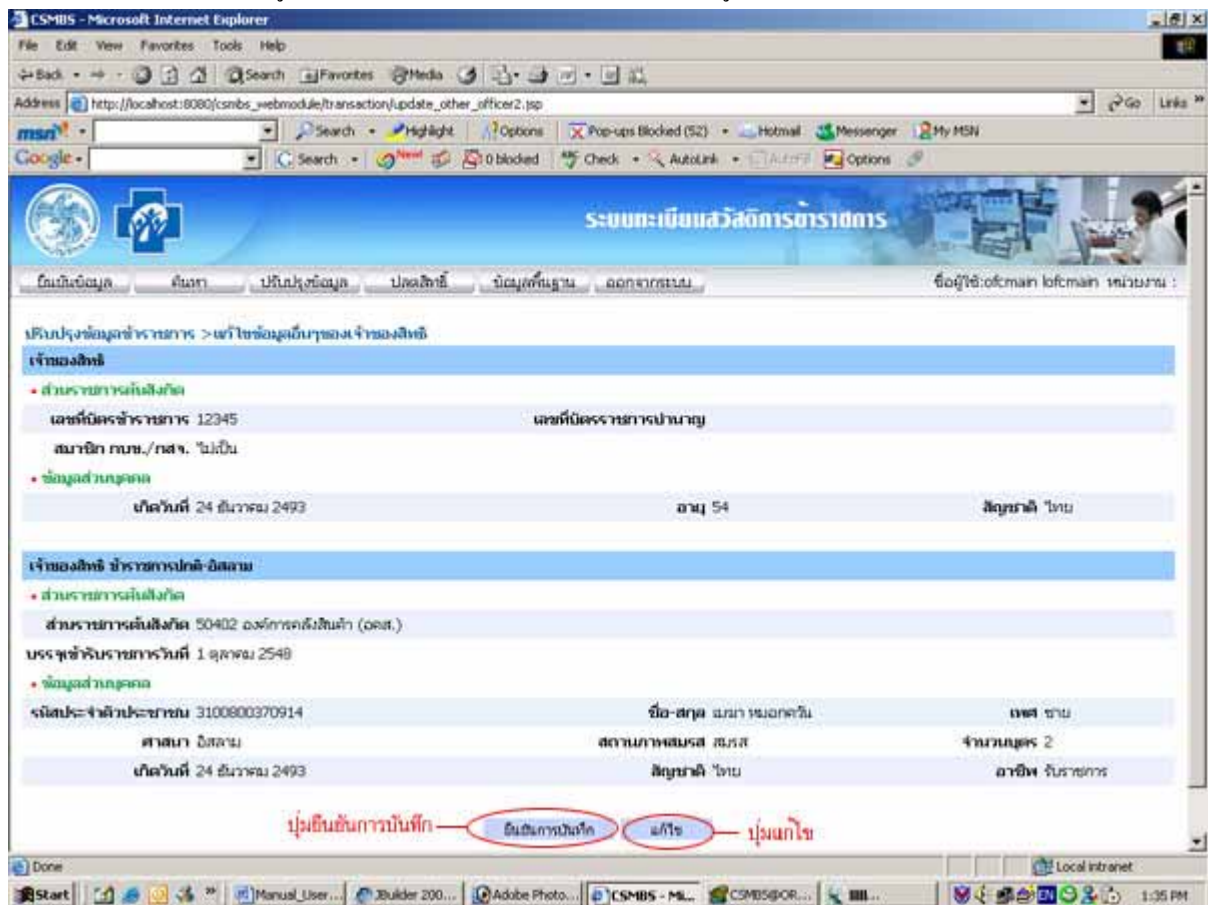 CSMBS - Microsoft Internet Explorer
File Edit View Favorites Tools Help
Back Search Favorites Media
Address http://localhost:8080/csmbs_webmodule/transaction/update_other_officer2.jsp Go Links »
msn Search Highlight Options Pop-ups Blocked (52) Hotmail Messenger My MSN
Google Search New! 0 blocked Check AutoLink AutoFill Options
ระบบทะเบียนสวัสดิการข้าราชการ
ยืนยันข้อมูล ค้นหา ปรับปรุงข้อมูล ปลดสิทธิ์ ข้อมูลพื้นฐาน ออกจากระบบ ชื่อผู้ใช้:ofcmain lofcmain หน่วยงาน :
ปรับปรุงข้อมูลข้าราชการ >แก้ไขข้อมูลอื่นๆของเจ้าของสิทธิ
เจ้าของสิทธิ
ส่วนราชการต้นสังกัด
เลขที่บัตรข้าราชการ 12345 เลขที่บัตรราชการบำนาญ
สมาชิก กบข./กสจ. ไม่เป็น
ข้อมูลส่วนบุคคล
เกิดวันที่ 24 ธันวาคม 2493 อายุ 54 สัญชาติ ไทย
เจ้าของสิทธิ ข้าราชการปกติ-อิสลาม
ส่วนราชการต้นสังกัด
ส่วนราชการต้นสังกัด 50402 องค์การคลังสินค้า (อคส.)
บรรจุเข้ารับราชการวันที่ 1 ตุลาคม 2548
ข้อมูลส่วนบุคคล
รหัสประจำตัวประชาชน 3100800370914 ชื่อ-สกุล เมฆา หมอกควัน เพศ ชาย
ศาสนา อิสลาม สถานภาพสมรส สมรส จำนวนบุตร 2
เกิดวันที่ 24 ธันวาคม 2493 สัญชาติ ไทย อาชีพ รับราชการ
ปุ่มยืนยันการบันทึก ยืนยันการบันทึก แก้ไข ปุ่มแก้ไข
Done Local intranet
Start » Manual_User... JBuilder 200... Adobe Photo... CSMBS - Mi... CSMBS@OR... EN 1:35 PM